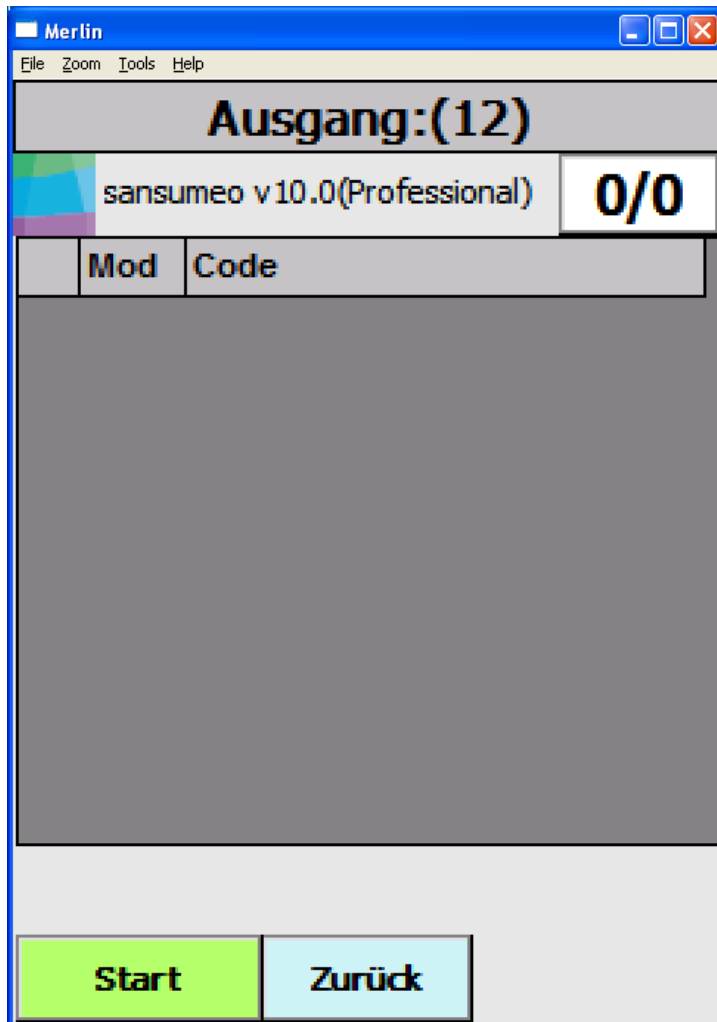 Merlin
File Zoom Tools Help
Ausgang:(12)
sansumeo v10.0(Professional) 0/0
Mod Code
Start Zurück